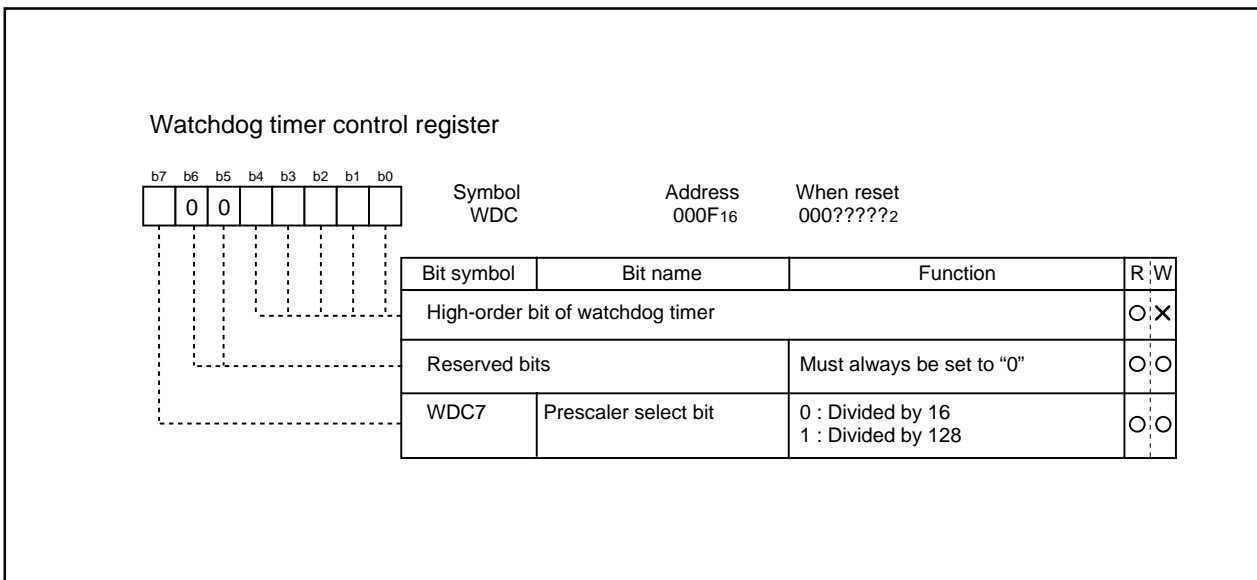 Watchdog timer control register
b7 b6 b5 b4 b3 b2 b1 b0
0 0
Symbol Address When reset
WDC 000F16 000?????2
Bit symbol Bit name Function R W
High-order bit of watchdog timer
Reserved bits Must always be set to “0”
WDC7 Prescaler select bit 0 : Divided by 16
1 : Divided by 128